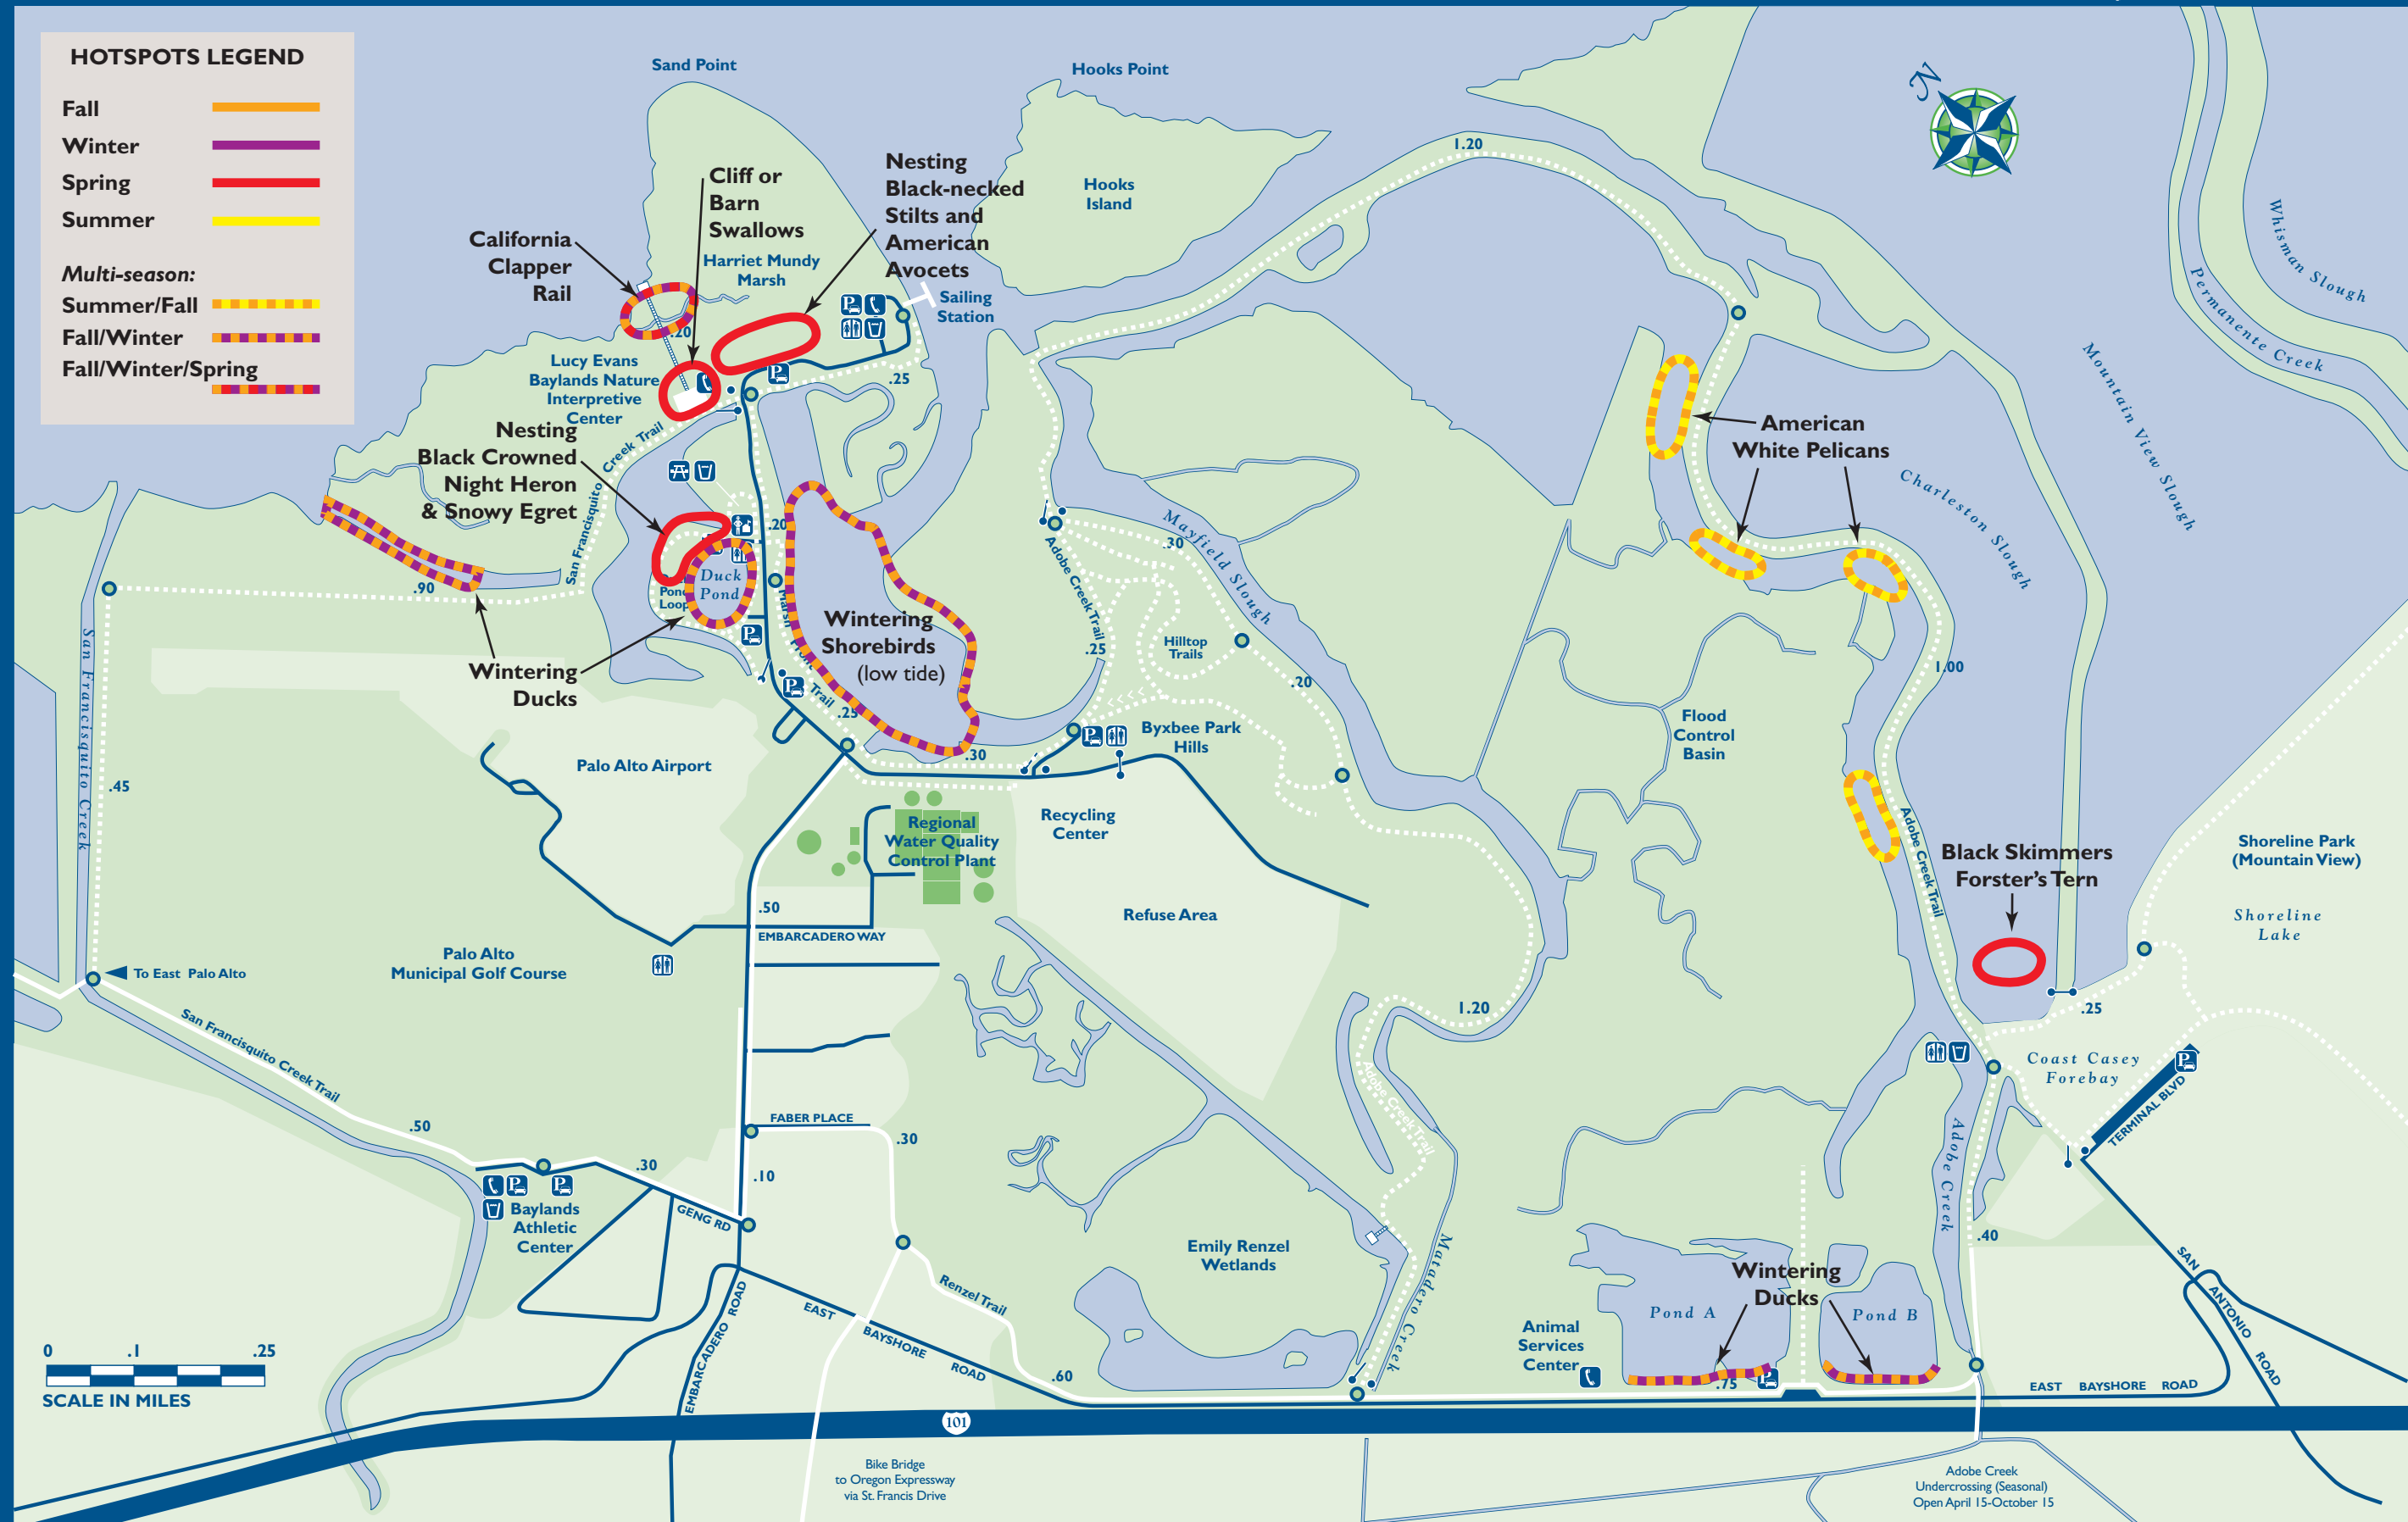 HOTSPOTS LEGEND
Fall
Winter
Spring
Summer
Multi-season:
Summer/Fall
Fall/Winter
Fall/Winter/Spring
Sand Point
Hooks Point
N
Hooks
Island
1.20
Whisman Slough
Permanente Creek
Mountain View Slough
Charleston Slough
Cliff or
Barn
Swallows
Nesting
Black-necked
Stilts and
American
Avocets
California
Clapper
Rail
Harriet Mundy
Marsh
Sailing
Station
.20
Lucy Evans
Baylands Nature
Interpretive
Center
.25
Nesting
Black Crowned
Night Heron
& Snowy Egret
San Francisquito Creek Trail
.20
Duck
Pond
Pond
Loop
.90
Wintering
Ducks
Marsh Front Trail
.25
Wintering
Shorebirds
(low tide)
.30
Adobe Creek Trail
.25
.30
Mayfield Slough
Hilltop
Trails
.20
Byxbee Park
Hills
American
White Pelicans
1.00
Flood
Control
Basin
Adobe Creek Trail
Black Skimmers
Forster's Tern
Shoreline Park
(Mountain View)
Shoreline
Lake
.25
San Francisquito Creek
.45
Palo Alto Airport
Regional
Water Quality
Control Plant
Recycling
Center
Refuse Area
.50
EMBARCADERO WAY
Palo Alto
Municipal Golf Course
To East Palo Alto
San Francisquito Creek Trail
.50
1.20
Adobe Creek Trail
Coast Casey
Forebay
TERMINAL BLVD
FABER PLACE
.30
.30
.10
GENG RD
Baylands
Athletic
Center
Emily Renzel
Wetlands
Matadero Creek
Adobe Creek
.40
Renzel Trail
EAST BAYSHORE ROAD
EMBARCADERO ROAD
.60
Wintering
Ducks
Pond A
Pond B
Animal
Services
Center
.75
EAST BAYSHORE ROAD
SAN ANTONIO ROAD
0 .1 .25
SCALE IN MILES
101
Bike Bridge
to Oregon Expressway
via St. Francis Drive
Adobe Creek
Undercrossing (Seasonal)
Open April 15-October 15
P
P
P
P
P
P
P
P
P
P